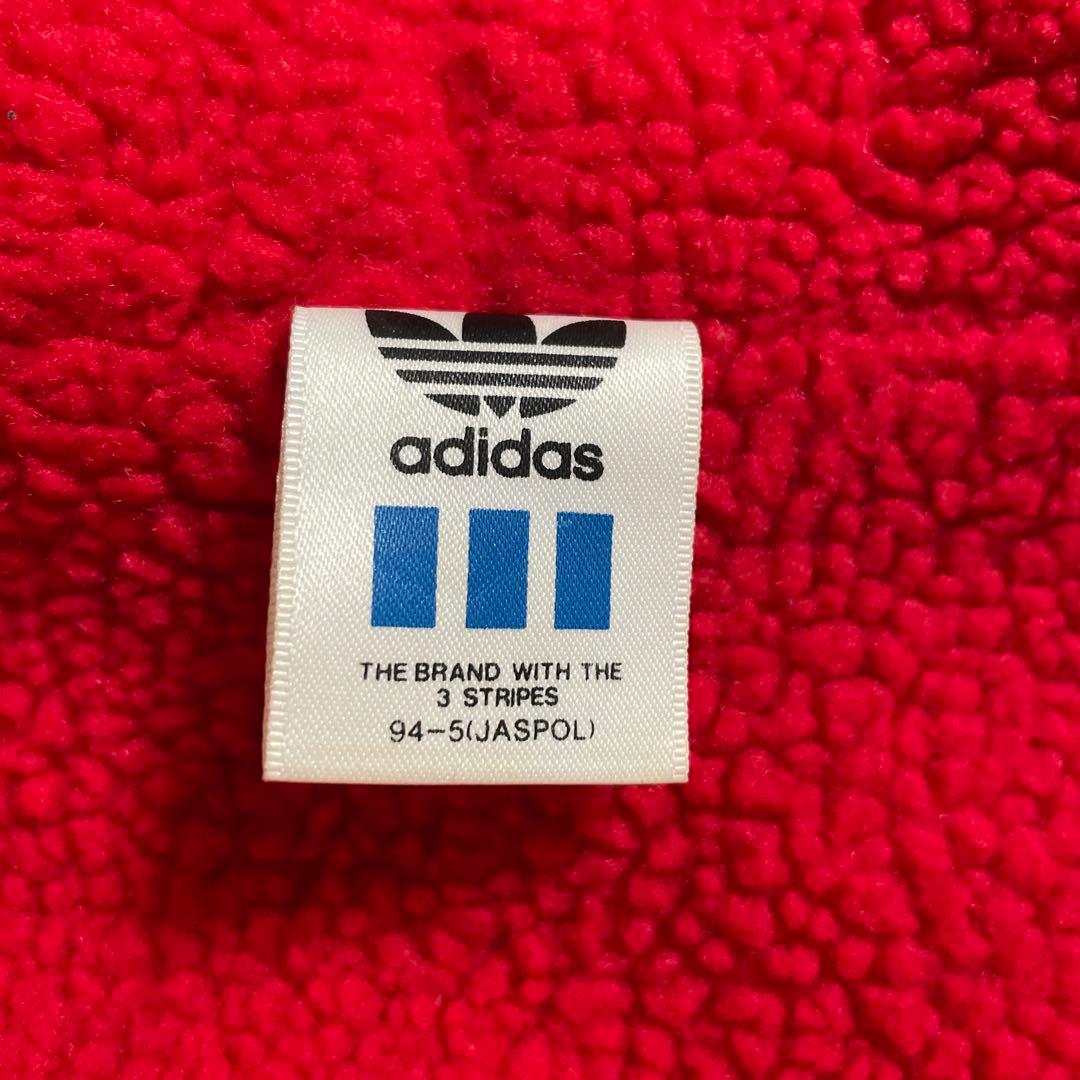 adidas
THE BRAND WITH THE
3 STRIPES
94-5(JASPOL)